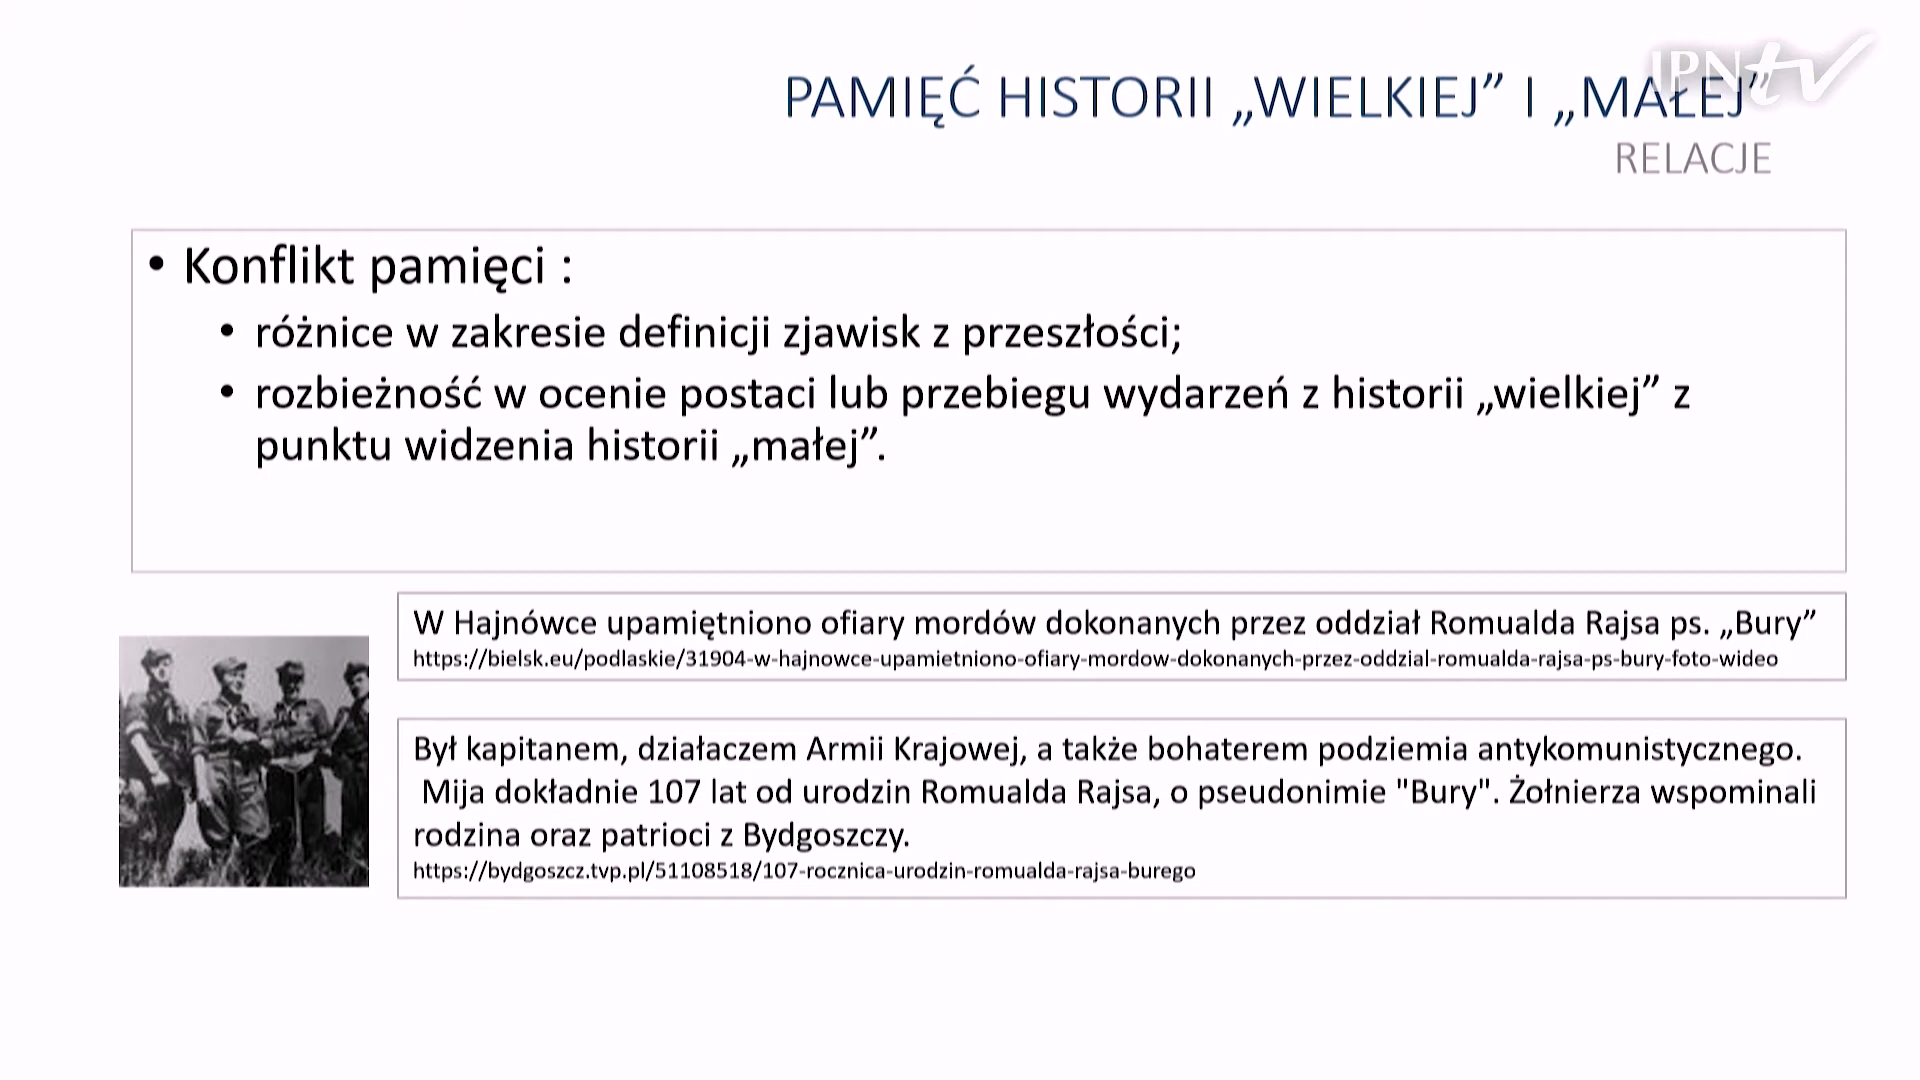 IPNtv
PAMIĘĆ HISTORII „WIELKIEJ” I „MAŁEJ”
RELACJE
• Konflikt pamięci :
• różnice w zakresie definicji zjawisk z przeszłości;
• rozbieżność w ocenie postaci lub przebiegu wydarzeń z historii „wielkiej” z
punktu widzenia historii „małej”.
W Hajnówce upamiętniono ofiary mordów dokonanych przez oddział Romualda Rajsa ps. „Bury”
https://bielsk.eu/podlaskie/31904-w-hajnowce-upamietniono-ofiary-mordow-dokonanych-przez-oddzial-romualda-rajsa-ps-bury-foto-wideo
Był kapitanem, działaczem Armii Krajowej, a także bohaterem podziemia antykomunistycznego.
Mija dokładnie 107 lat od urodzin Romualda Rajsa, o pseudonimie "Bury". Żołnierza wspominali
rodzina oraz patrioci z Bydgoszczy.
https://bydgoszcz.tvp.pl/51108518/107-rocznica-urodzin-romualda-rajsa-burego